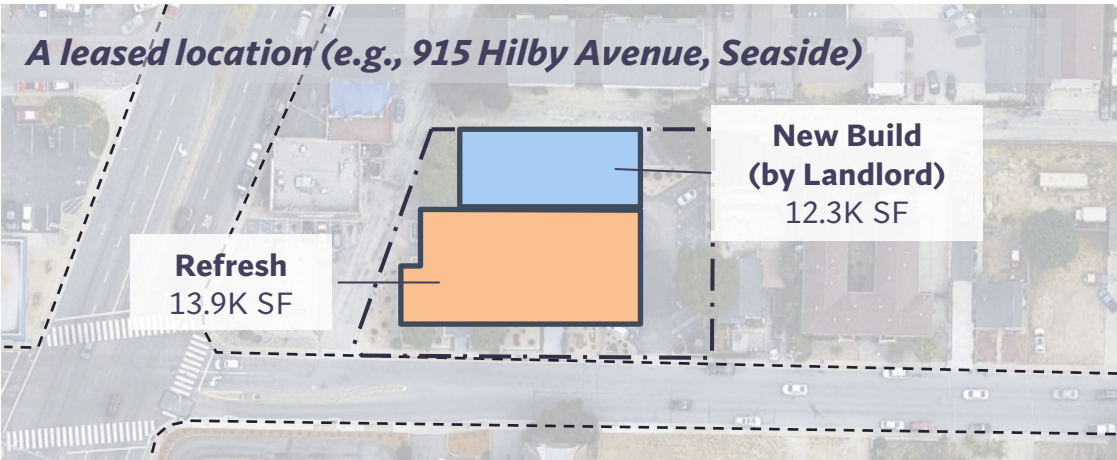 A leased location (e.g., 915 Hilby Avenue, Seaside)
New Build
(by Landlord)
12.3K SF
Refresh
13.9K SF